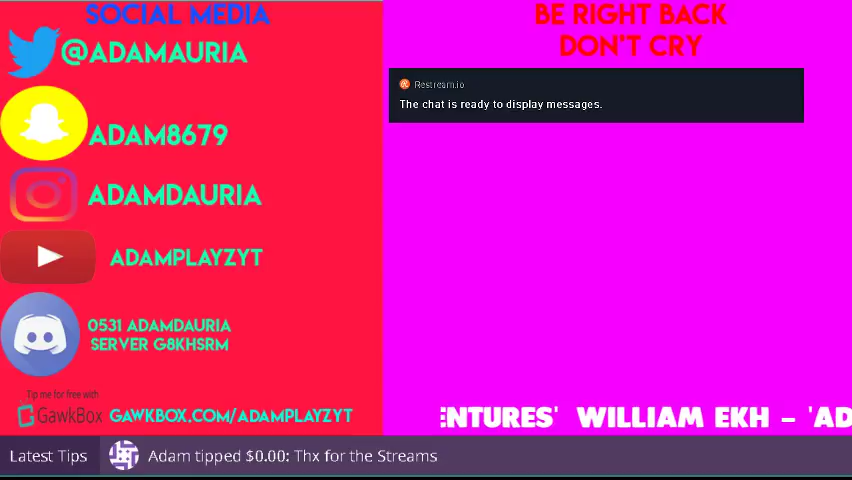 SOCIAL MEDIA
@ADAMAURIA
ADAM8679
ADAMDAURIA
ADAMPLAYZYT
0531 ADAMDAURIA
SERVER G8KHSRM
Tip me for free with
GawkBox GAWKBOX.COM/ADAMPLAYZYT
BE RIGHT BACK
DON'T CRY
Restream.io
The chat is ready to display messages.
ENTURES' WILLIAM EKH – 'AD
Latest Tips Adam tipped $0.00: Thx for the Streams